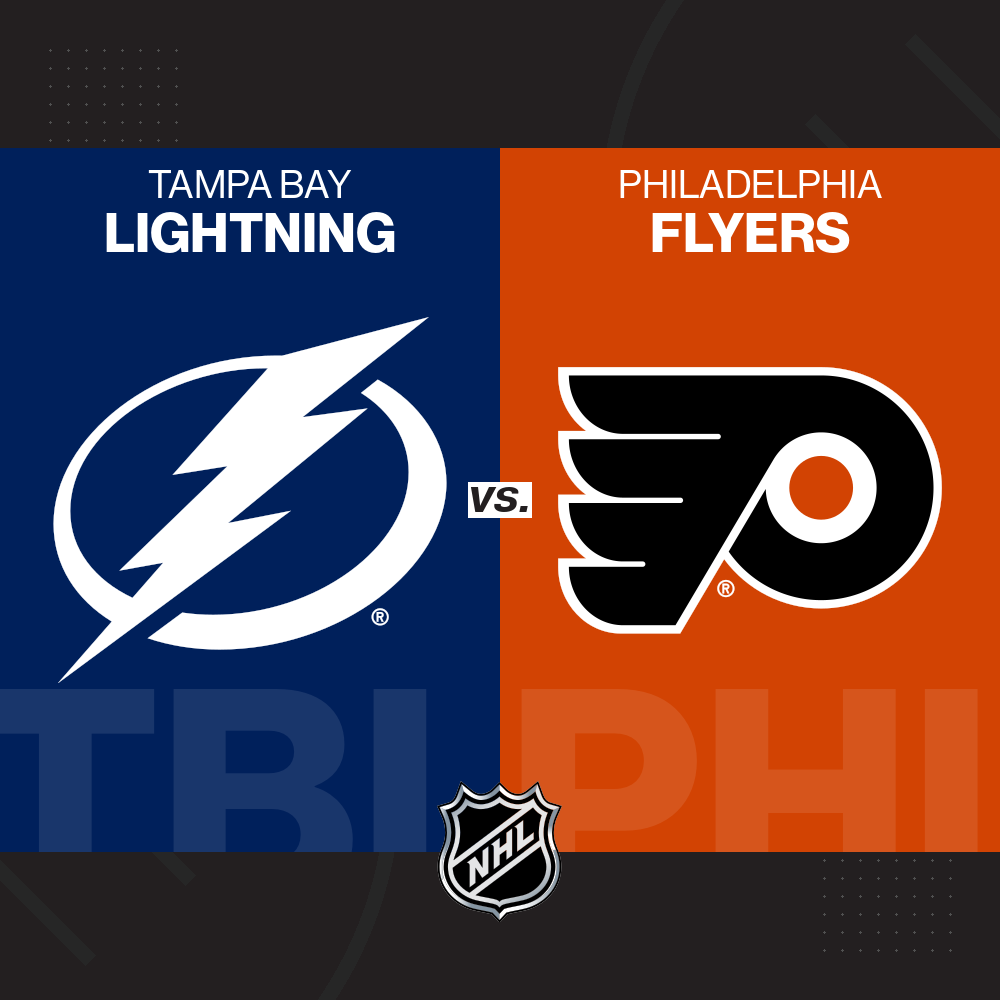 TAMPA BAY
LIGHTNING
PHILADELPHIA
FLYERS
VS.
®
®
TBL
PHI
NHL